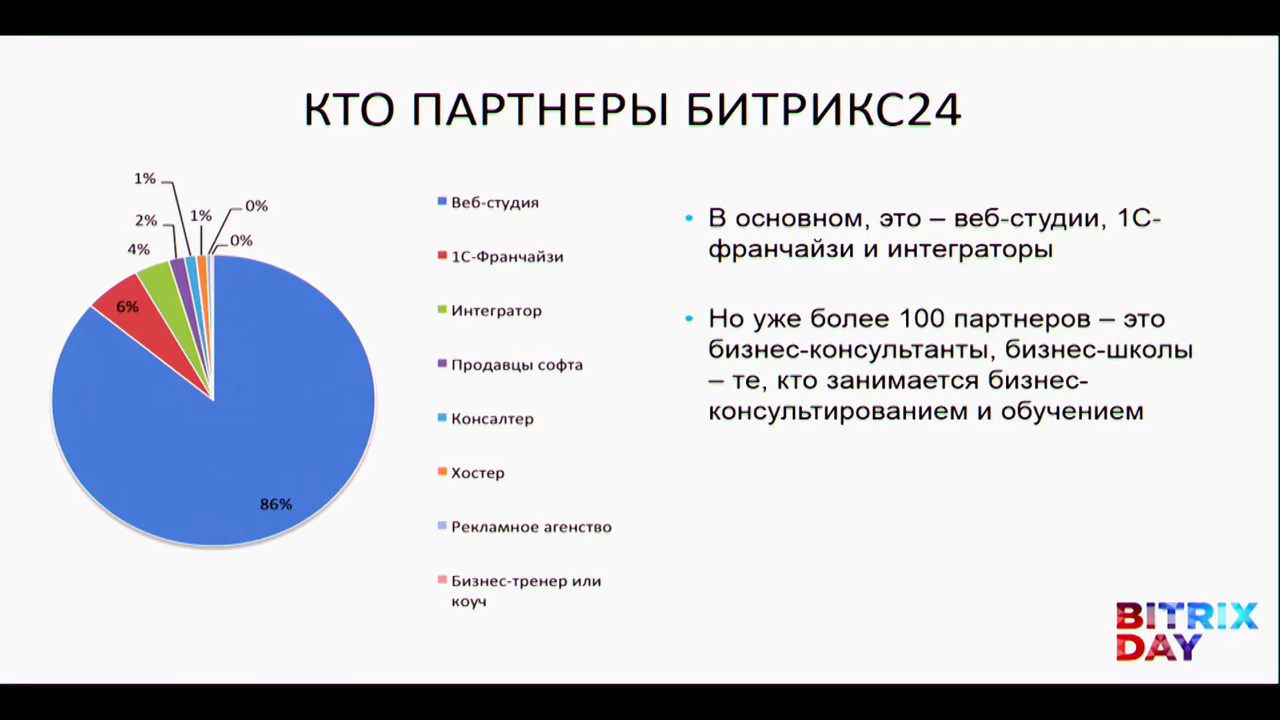 КТО ПАРТНЕРЫ БИТРИКС24
1%
2%
1%
0%
4%
0%
6%
86%
Веб-студия
1С-Франчайзи
Интегратор
Продавцы софта
Консалтер
Хостер
Рекламное агенство
Бизнес-тренер или
коуч
• В основном, это – веб-студии, 1С-
франчайзи и интеграторы
• Но уже более 100 партнеров – это
бизнес-консультанты, бизнес-школы
– те, кто занимается бизнес-
консультированием и обучением
BITRIX
DAY